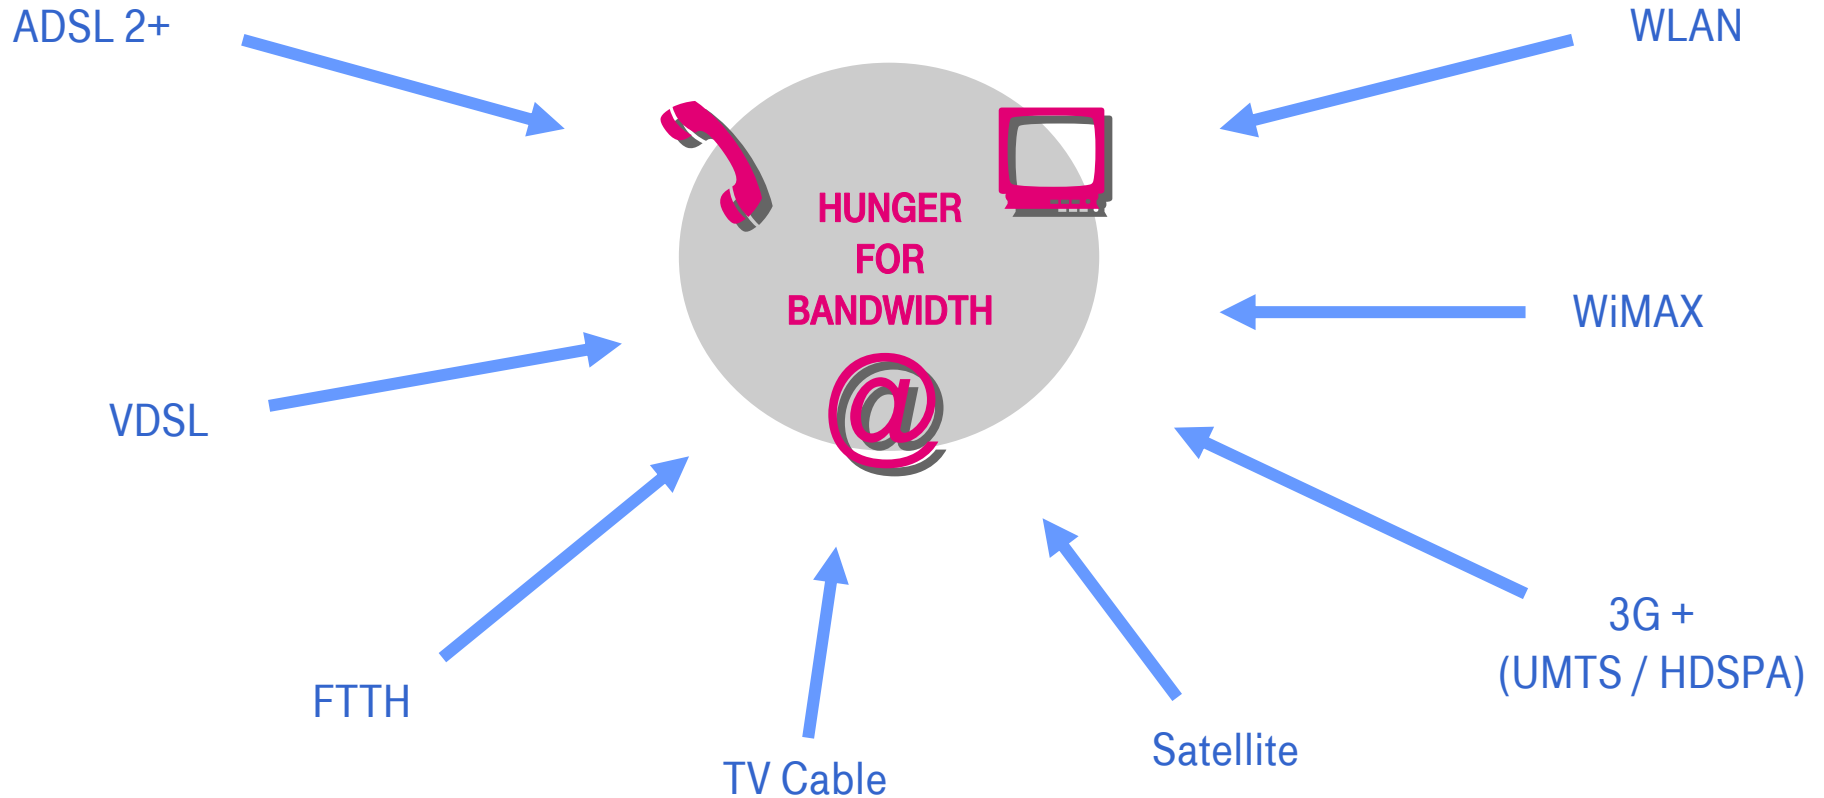 ADSL 2+
WLAN
HUNGER
FOR
BANDWIDTH
@
WiMAX
VDSL
3G +
(UMTS / HDSPA)
FTTH
Satellite
TV Cable